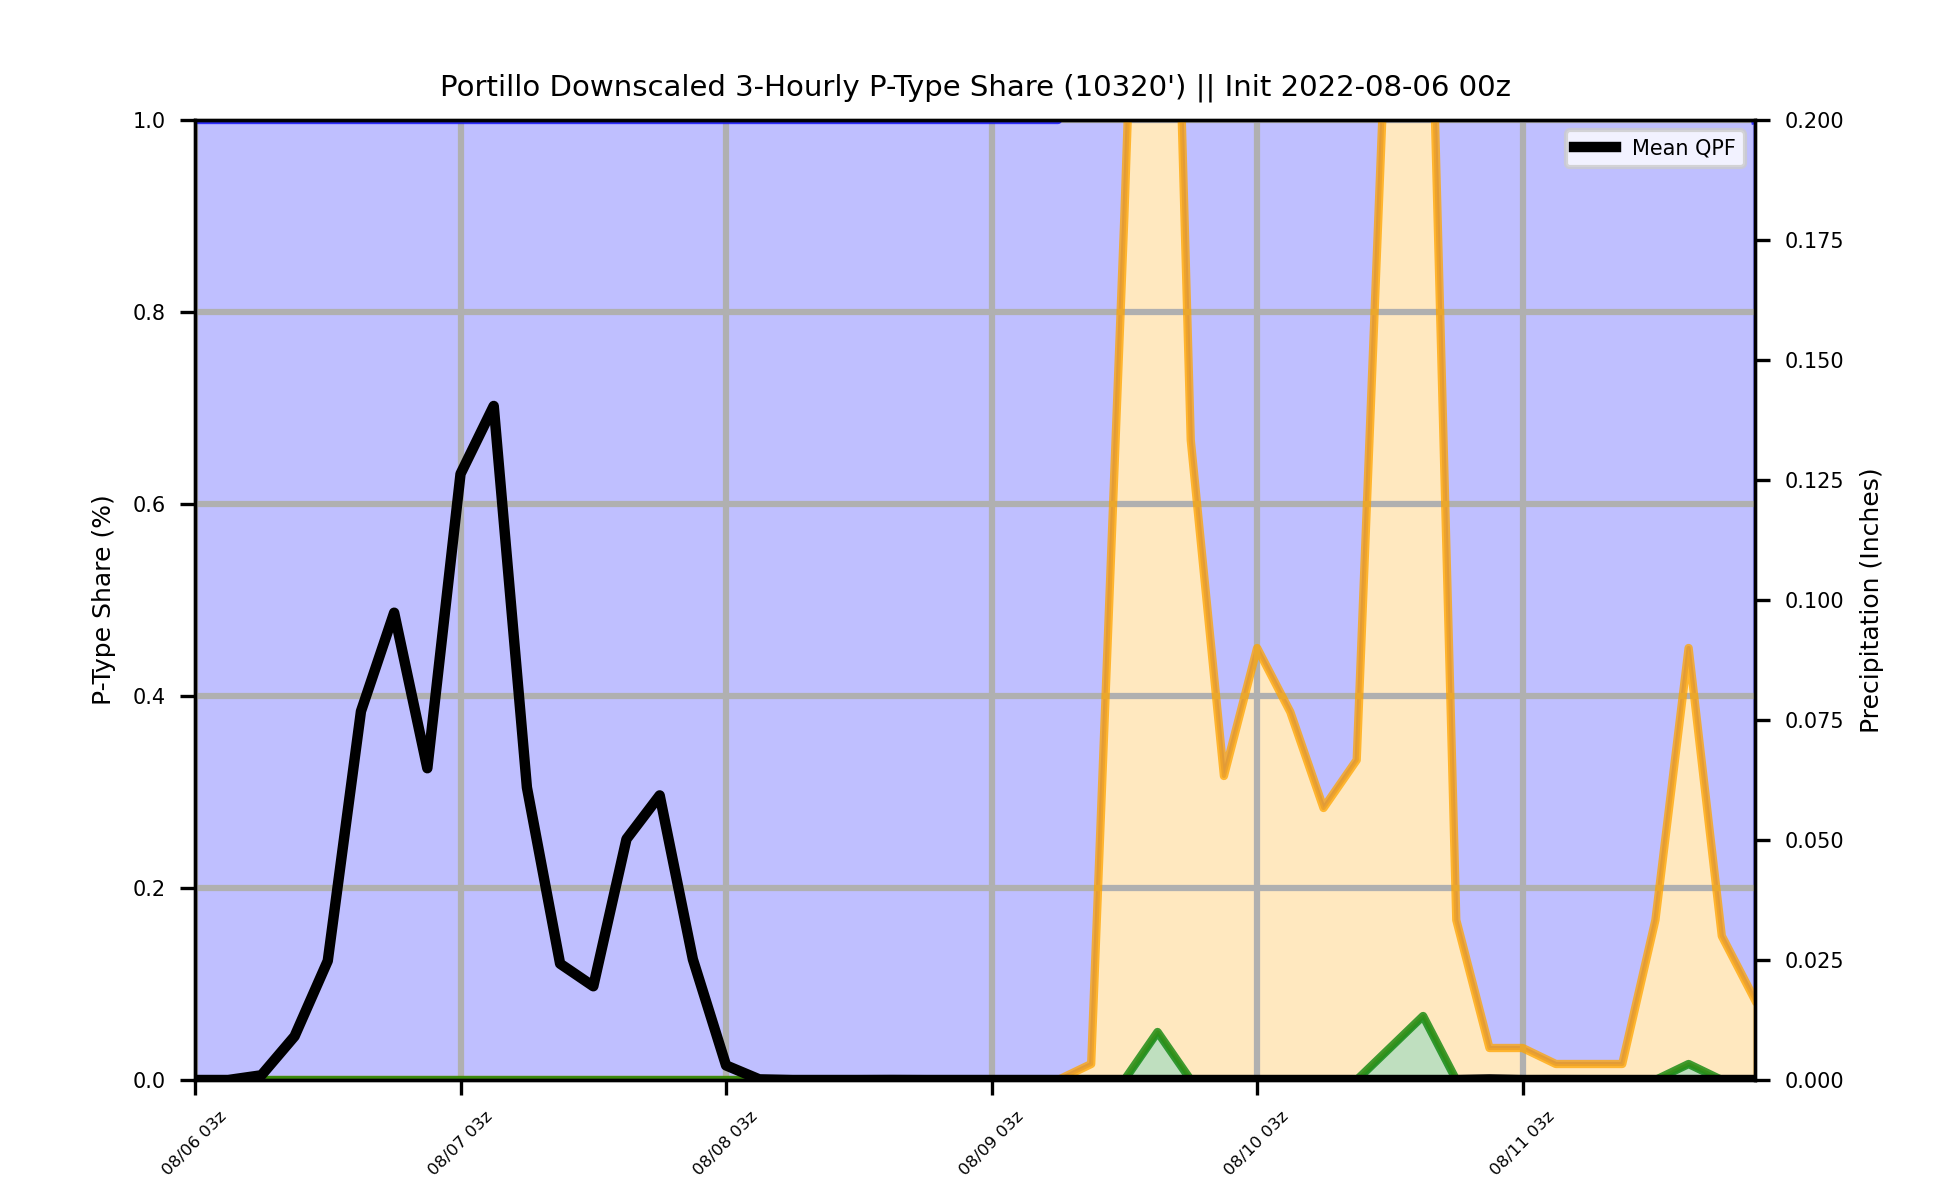 Portillo Downscaled 3-Hourly P-Type Share (10320') || Init 2022-08-06 00z
Mean QPF
P-Type Share (%)
1.0
0.8
0.6
0.4
0.2
0.0
0.200
0.175
0.150
0.125
0.100
0.075
0.050
0.025
0.000
Precipitation (Inches)
08/06 03z
08/07 03z
08/08 03z
08/09 03z
08/10 03z
08/11 03z